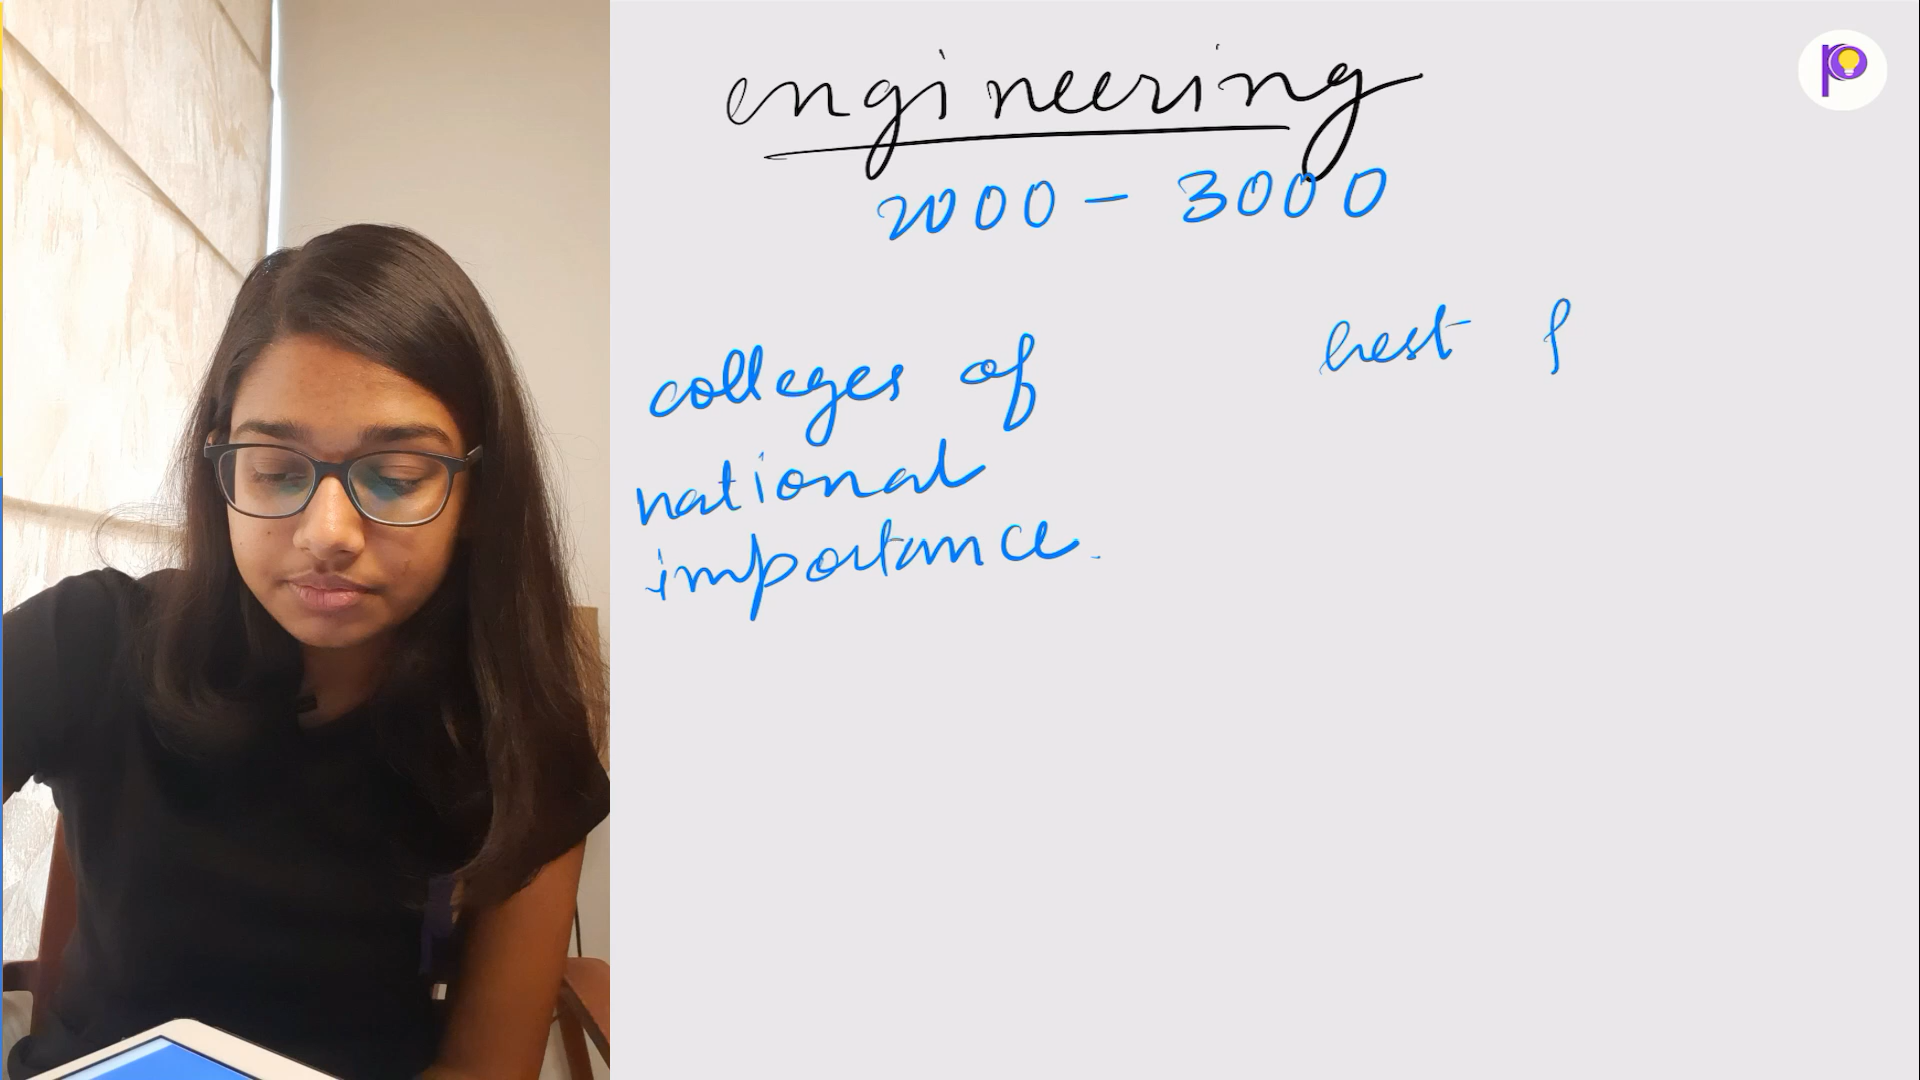 engineering
2000 - 3000
colleges of
national
importance.
best